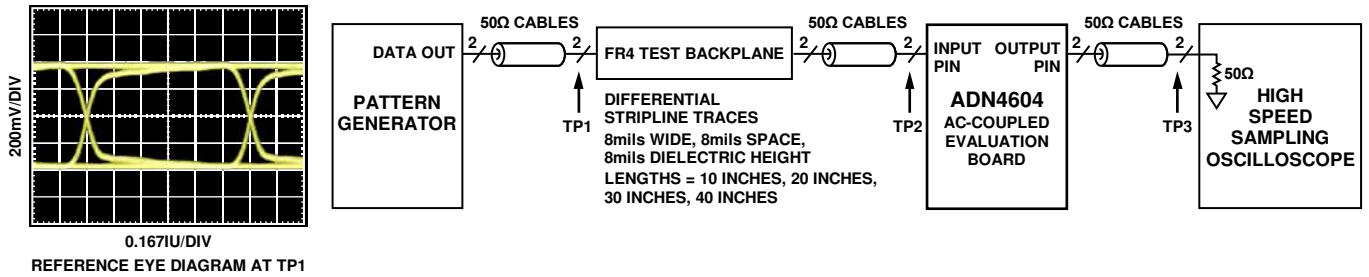 200mV/DIV
0.167IU/DIV
REFERENCE EYE DIAGRAM AT TP1
DATA OUT
PATTERN
GENERATOR
50Ω CABLES
2
2
TP1
FR4 TEST BACKPLANE
DIFFERENTIAL
STRIPLINE TRACES
8mils WIDE, 8mils SPACE,
8mils DIELECTRIC HEIGHT
LENGTHS = 10 INCHES, 20 INCHES,
30 INCHES, 40 INCHES
50Ω CABLES
2
2
TP2
INPUT OUTPUT
PIN PIN
ADN4604
AC-COUPLED
EVALUATION
BOARD
50Ω CABLES
2
2
TP3
50Ω
HIGH
SPEED
SAMPLING
OSCILLOSCOPE